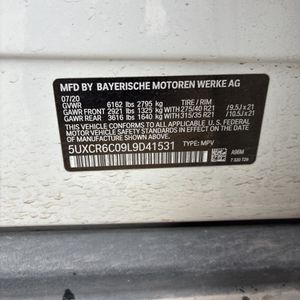 MFD BY BAYERISCHE MOTOREN WERKE AG
07/20 TIRE / RIM
GVWR 6162 lbs 2795 kg
GAWR FRONT 2921 lbs 1325 kg WITH 275/40 R21 / 9.5J x 21
GAWR REAR 3616 lbs 1640 kg WITH 315/35 R21 / 10.5J x 21
THIS VEHICLE CONFORMS TO ALL APPLICABLE U.S. FEDERAL
MOTOR VEHICLE SAFETY STANDARDS IN EFFECT ON THE
DATE OF MANUFACTURE SHOWN ABOVE.
5UXCR6C09L9D41531 TYPE: MPV
A96M